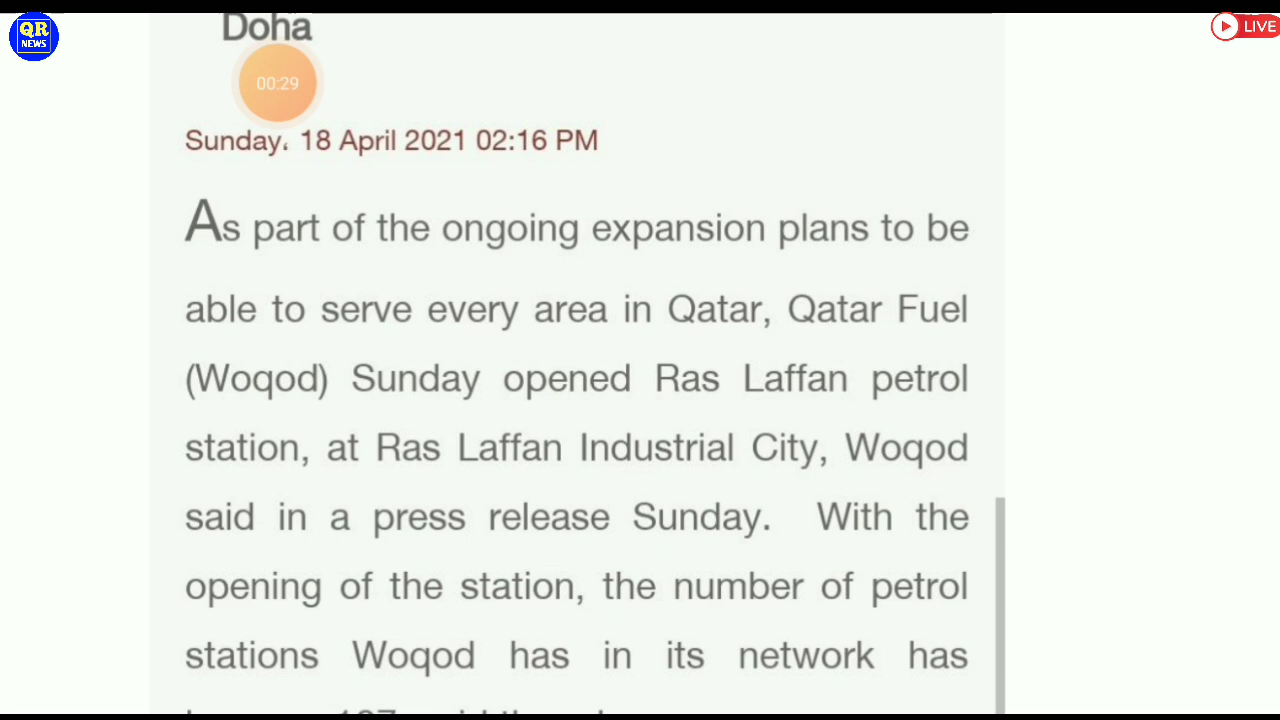 QR
NEWS
LIVE
Doha
00:29
Sunday، 18 April 2021 02:16 PM
As part of the ongoing expansion plans to be
able to serve every area in Qatar, Qatar Fuel
(Woqod) Sunday opened Ras Laffan petrol
station, at Ras Laffan Industrial City, Woqod
said in a press release Sunday. With the
opening of the station, the number of petrol
stations Woqod has in its network has